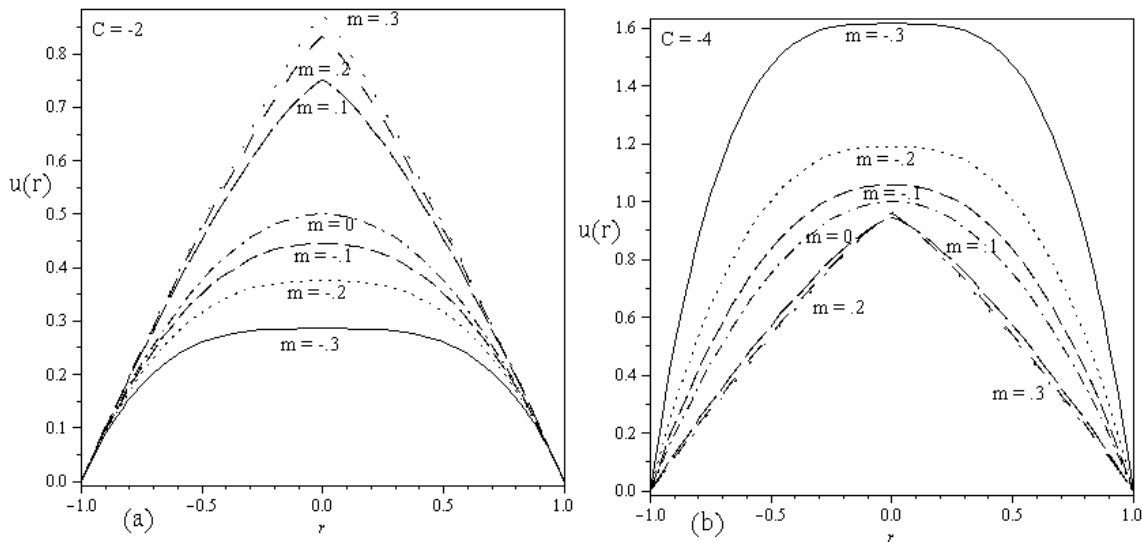 C = -2
m = .3
m = .2
m = .1
m = 0
m = -.1
m = -.2
m = -.3
u(r)
0.8
0.7
0.6
0.5
0.4
0.3
0.2
0.1
0.0
-1.0
-0.5
0.0
0.5
1.0
(a)
r
C = -4
m = -.3
m = -.2
m = -.1
m = 0
m = .1
m = .2
m = .3
u(r)
1.6
1.4
1.2
1.0
0.8
0.6
0.4
0.2
0.0
-1.0
-0.5
0.0
0.5
1.0
(b)
r